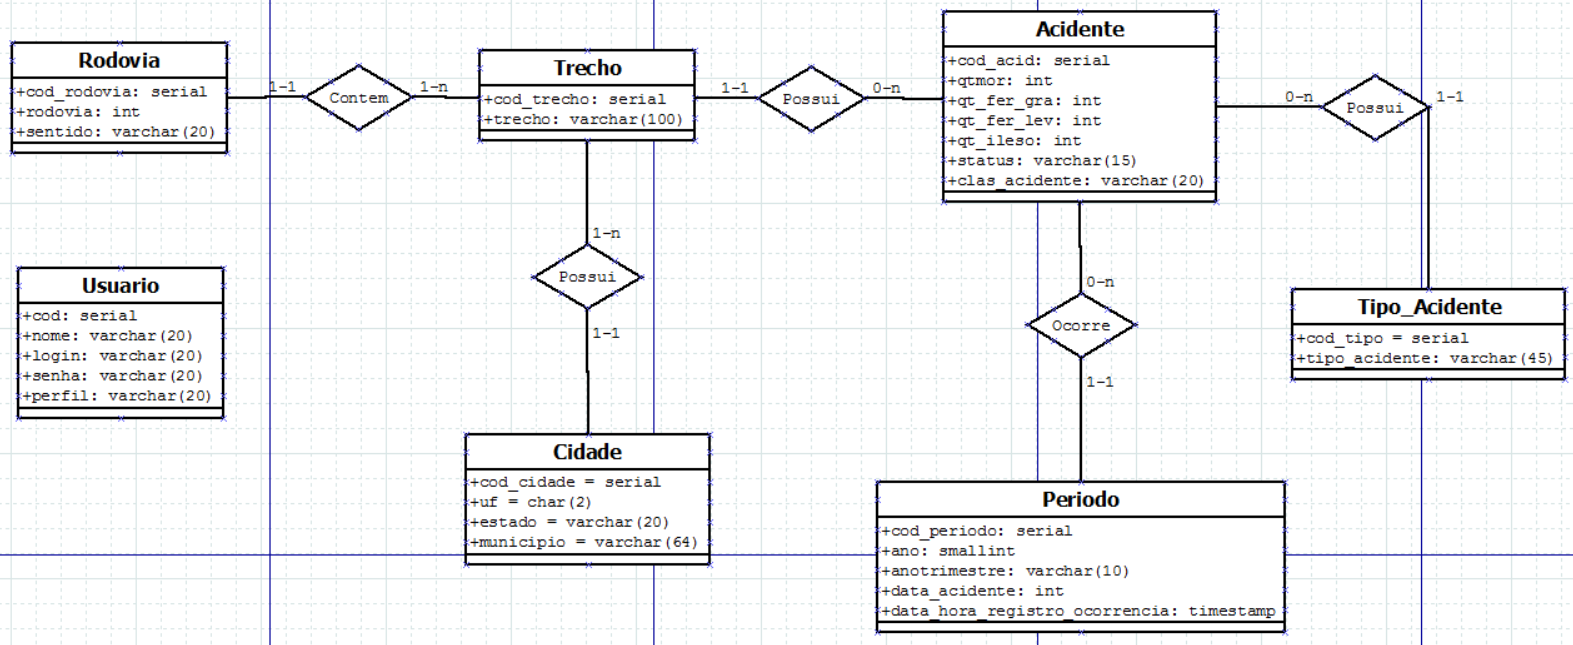 Rodovia
+cod_rodovia: serial
+rodovia: int
+sentido: varchar(20)
1-1
Contem
1-n
Trecho
+cod_trecho: serial
+trecho: varchar(100)
1-1
Possui
0-n
Acidente
+cod_acid: serial
+qtmor: int
+qt_fer_gra: int
+qt_fer_lev: int
+qt_ileso: int
+status: varchar(15)
+clas_acidente: varchar(20)
0-n
Possui
1-1
Usuario
+cod: serial
+nome: varchar(20)
+login: varchar(20)
+senha: varchar(20)
+perfil: varchar(20)
1-n
Possui
1-1
0-n
Ocorre
1-1
Tipo_Acidente
+cod_tipo = serial
+tipo_acidente: varchar(45)
Cidade
+cod_cidade = serial
+uf = char(2)
+estado = varchar(20)
+municipio = varchar(64)
Periodo
+cod_periodo: serial
+ano: smallint
+anotrimestre: varchar(10)
+data_acidente: int
+data_hora_registro_ocorrencia: timestamp